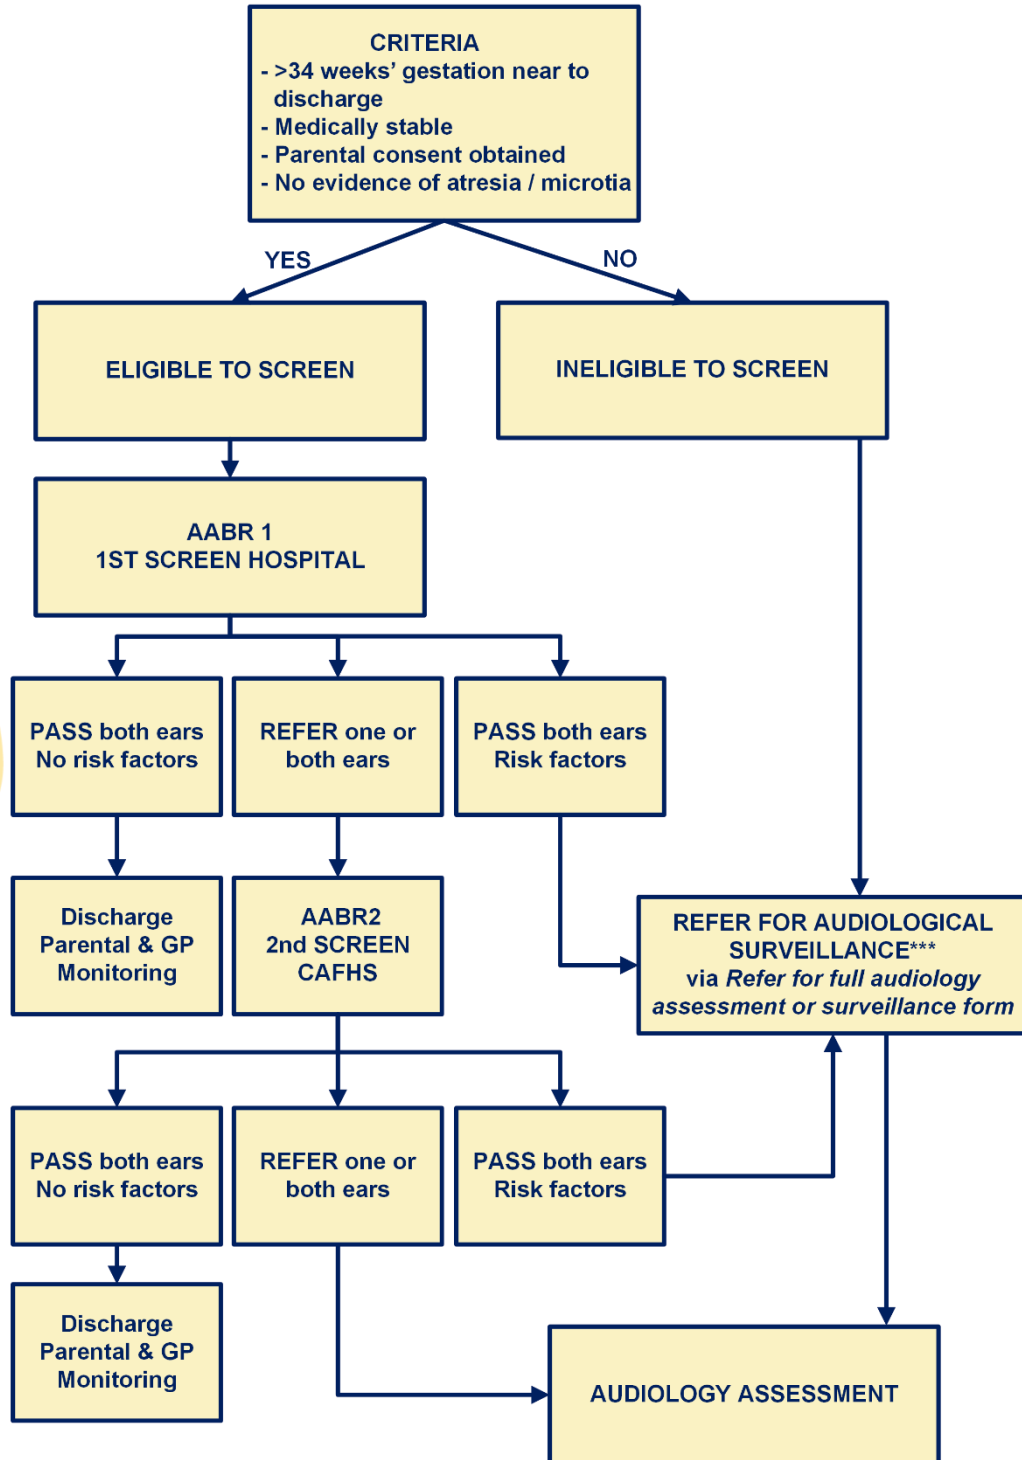 CRITERIA
- >34 weeks' gestation near to
discharge
- Medically stable
- Parental consent obtained
- No evidence of atresia / microtia
YES
NO
ELIGIBLE TO SCREEN
INELIGIBLE TO SCREEN
AABR 1
1ST SCREEN HOSPITAL
PASS both ears
No risk factors
REFER one or
both ears
PASS both ears
Risk factors
Discharge
Parental & GP
Monitoring
AABR2
2nd SCREEN
CAFHS
REFER FOR AUDIOLOGICAL
SURVEILLANCE***
via Refer for full audiology
assessment or surveillance form
PASS both ears
No risk factors
REFER one or
both ears
PASS both ears
Risk factors
Discharge
Parental & GP
Monitoring
AUDIOLOGY ASSESSMENT